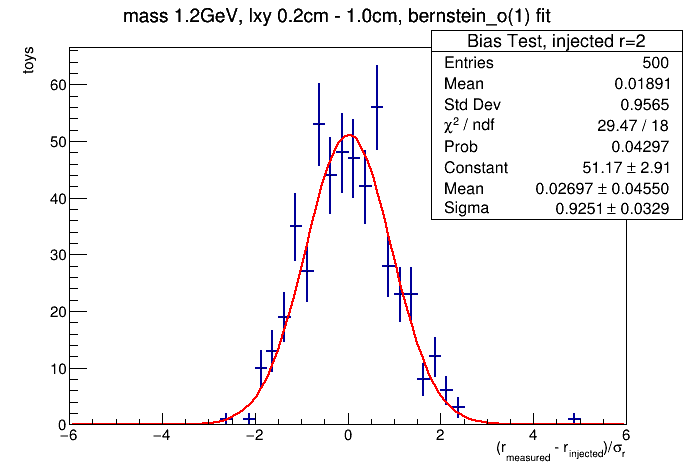 mass 1.2GeV, lxy 0.2cm - 1.0cm, bernstein_o(1) fit
Bias Test, injected r=2
Entries 500
Mean 0.01891
Std Dev 0.9565
χ² / ndf 29.47 / 18
Prob 0.04297
Constant 51.17 ± 2.91
Mean 0.02697 ± 0.04550
Sigma 0.9251 ± 0.0329
toys
60
50
40
30
20
10
0
−6 −4 −2 0 2 4 6
(r_measured - r_injected)/σ_r